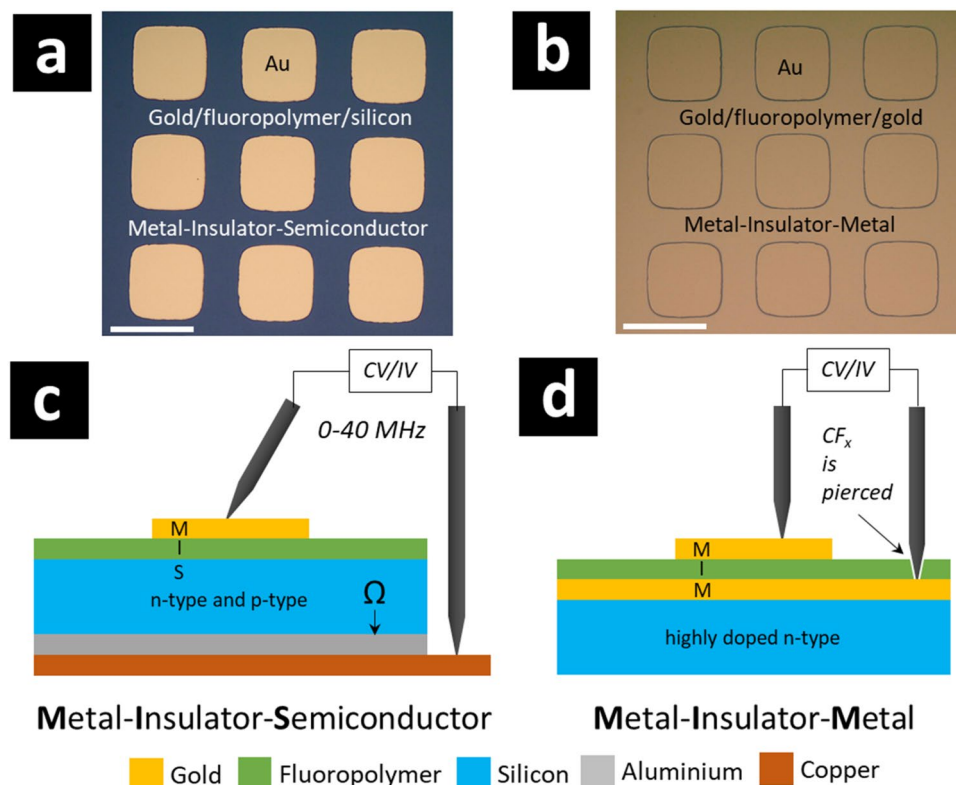 a
Au
Gold/fluoropolymer/silicon
Metal-Insulator-Semiconductor
b
Au
Gold/fluoropolymer/gold
Metal-Insulator-Metal
c
CV/IV
0-40 MHz
M
I
S
n-type and p-type
Ω
Metal-Insulator-Semiconductor
d
CV/IV
CFₓ
is
pierced
M
I
M
highly doped n-type
Metal-Insulator-Metal
Gold Fluoropolymer Silicon Aluminium Copper